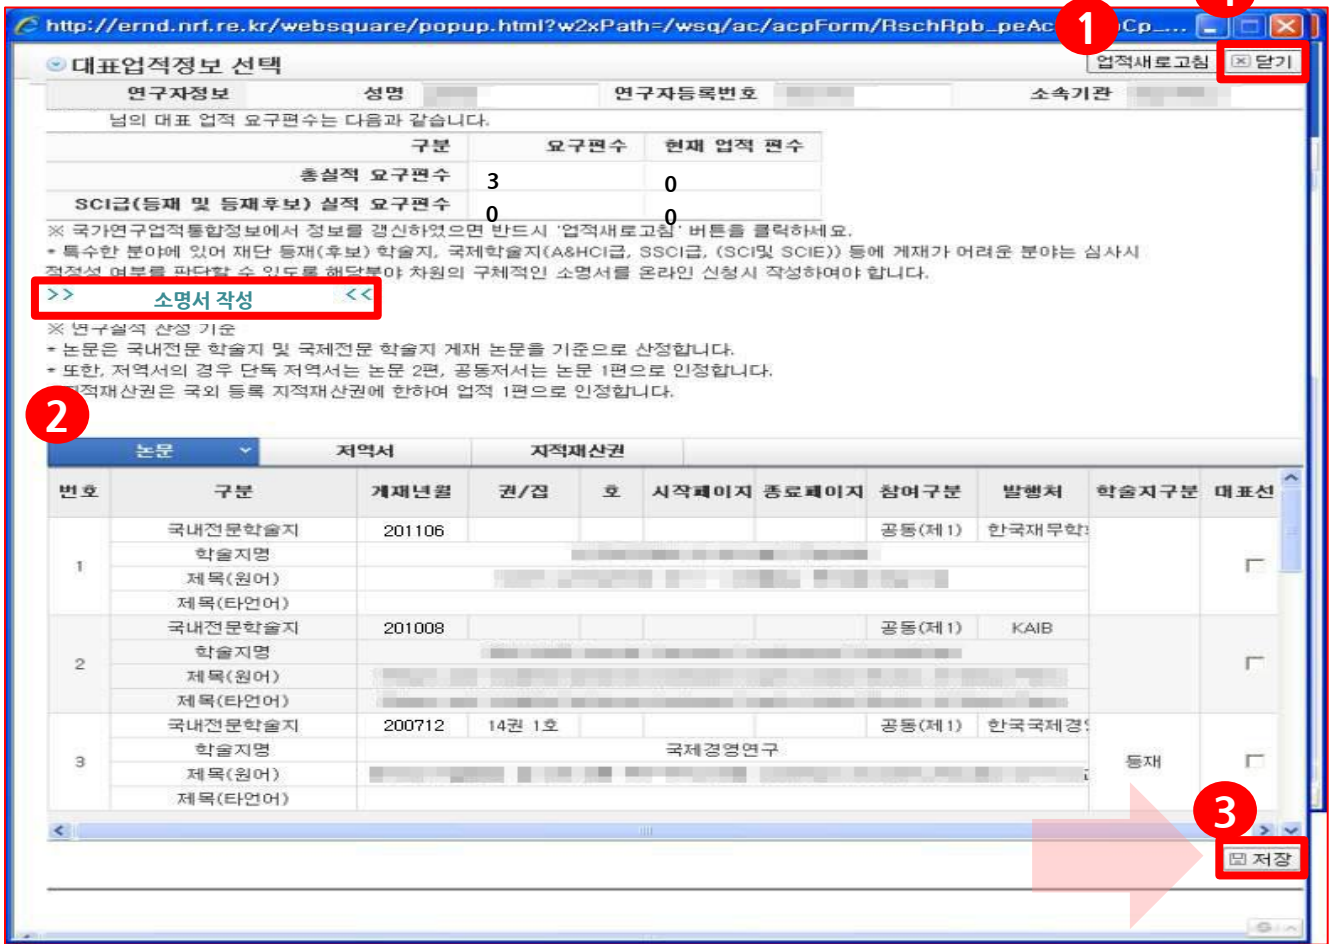 http://ernd.nrf.re.kr/websquare/popup.html?w2xPath=/wsq/ac/acpForm/RschRpb_peAc Cp_...
1
대표업적정보 선택
업적새로고침
닫기
연구자정보 성명 연구자등록번호 소속기관
님의 대표 업적 요구편수는 다음과 같습니다.
구분 요구편수 현재 업적 편수
총실적 요구편수 3 0
SCI급(등재 및 등재후보) 실적 요구편수 0 0
※ 국가연구업적통합정보에서 정보를 갱신하였으면 반드시 '업적새로고침' 버튼을 클릭하세요.
* 특수한 분야에 있어 재단 등재(후보) 학술지, 국제학술지(A&HCI급, SSCI급, (SCI및 SCIE)) 등에 게재가 어려운 분야는 심사시
적정성 여부를 판단할 수 있도록 해당분야 차원의 구체적인 소명서를 온라인 신청시 작성하여야 합니다.
>> 소명서 작성 <<
※ 연구실적 산정 기준
* 논문은 국내전문 학술지 및 국제전문 학술지 게재 논문을 기준으로 산정합니다.
* 또한, 저역서의 경우 단독 저역서는 논문 2편, 공동저서는 논문 1편으로 인정합니다.
지적재산권은 국외 등록 지적재산권에 한하여 업적 1편으로 인정합니다.
2
논문 저역서 지적재산권
번호 구분 게재년월 권/집 호 시작페이지 종료페이지 참여구분 발행처 학술지구분 대표선
1
국내전문학술지 201106 공동(제1) 한국재무학
학술지명
제목(원어)
제목(타언어)
2
국내전문학술지 201008 공동(제1) KAIB
학술지명
제목(원어)
제목(타언어)
3
국내전문학술지 200712 14권 1호 공동(제1) 한국국제경
학술지명 국제경영연구
등재
제목(원어)
제목(타언어)
3
저장